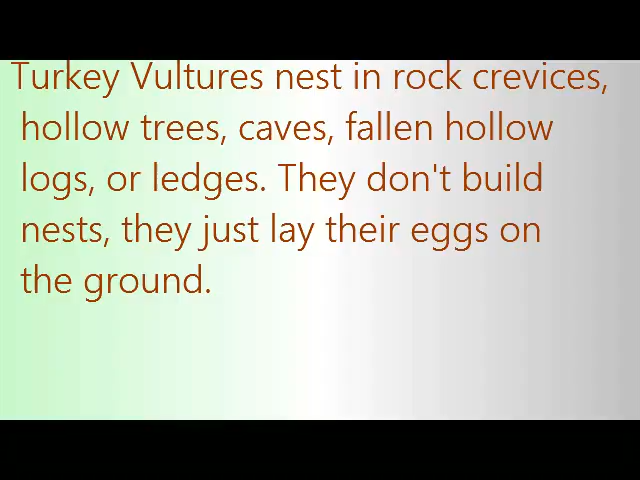 Turkey Vultures nest in rock crevices,
hollow trees, caves, fallen hollow
logs, or ledges. They don't build
nests, they just lay their eggs on
the ground.